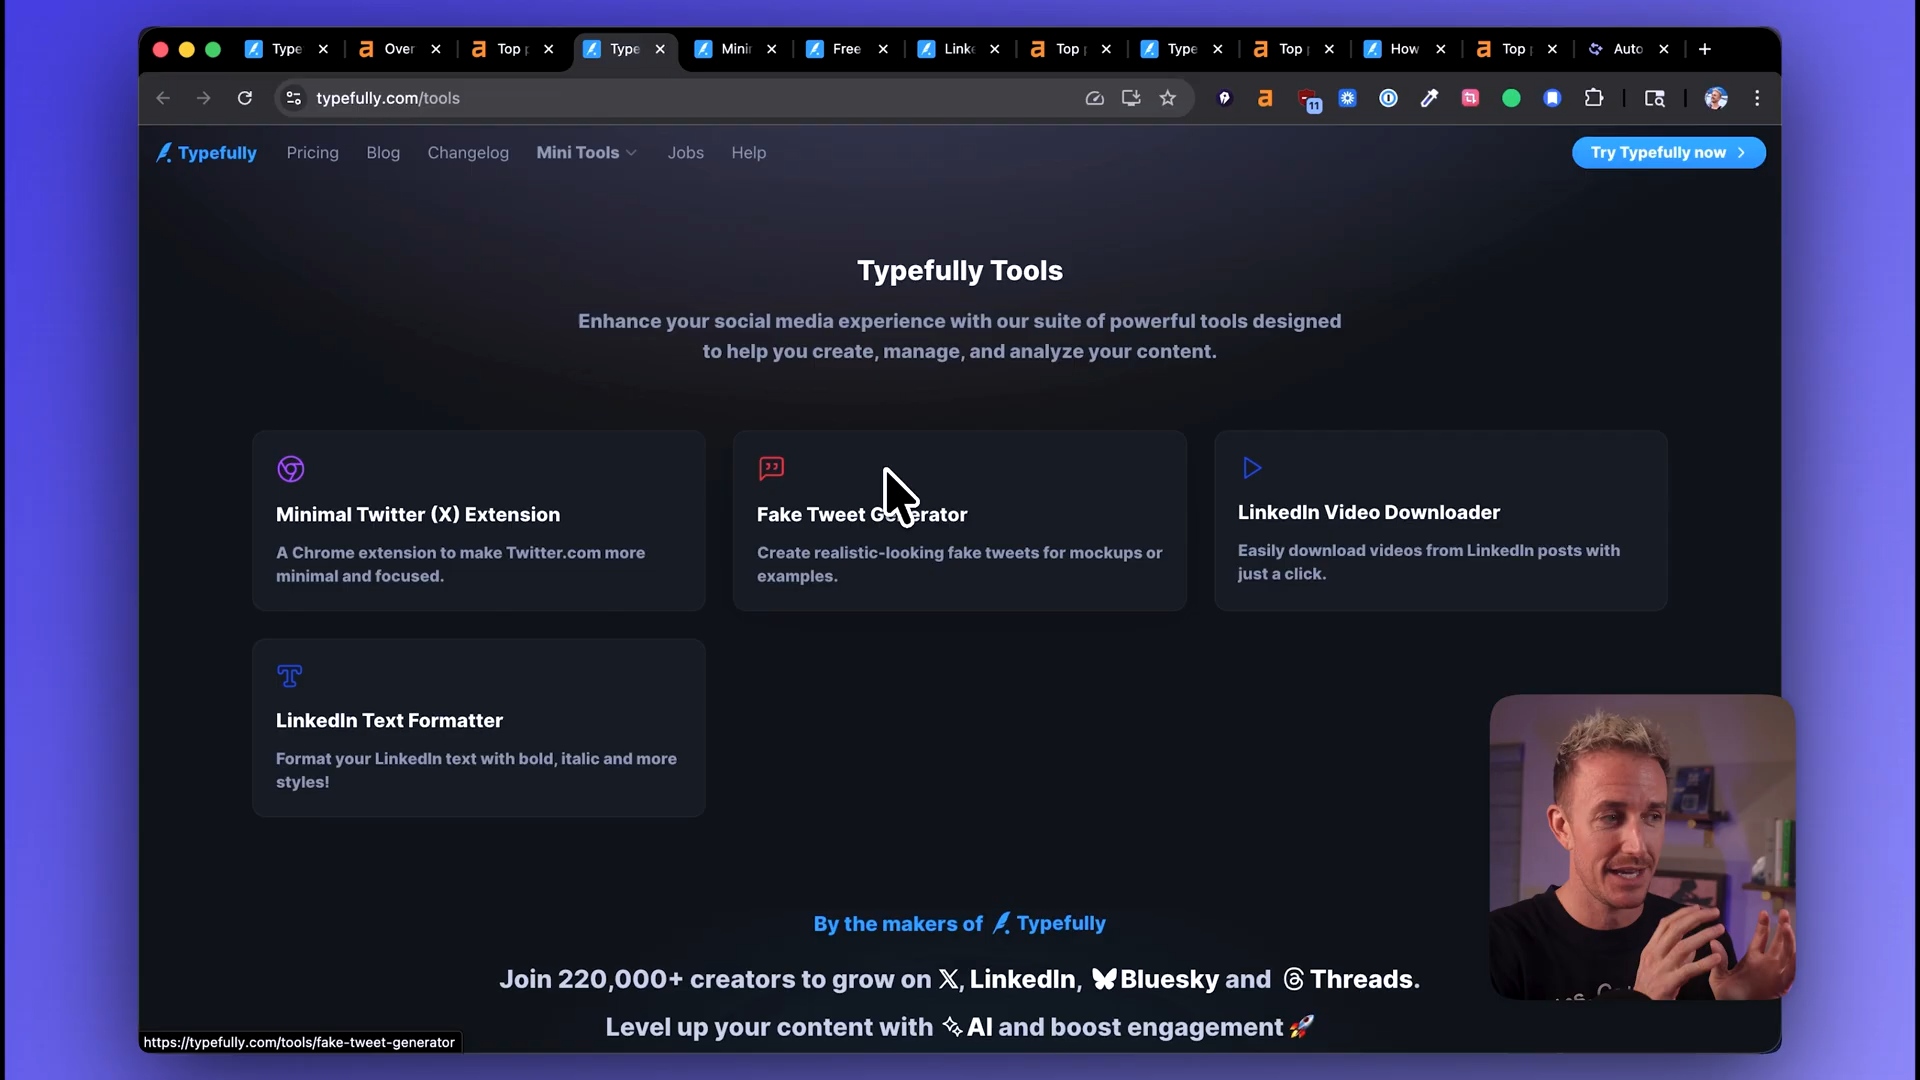 Type
Over
Top
Type
Mini
Free
Linke
Top
Type
Top
How
Top
Auto
typefully.com/tools
11
Typefully
Pricing
Blog
Changelog
Mini Tools
Jobs
Help
Try Typefully now
Typefully Tools
Enhance your social media experience with our suite of powerful tools designed
to help you create, manage, and analyze your content.
Minimal Twitter (X) Extension
A Chrome extension to make Twitter.com more
minimal and focused.
Fake Tweet Generator
Create realistic-looking fake tweets for mockups or
examples.
LinkedIn Video Downloader
Easily download videos from LinkedIn posts with
just a click.
LinkedIn Text Formatter
Format your LinkedIn text with bold, italic and more
styles!
By the makers of Typefully
Join 220,000+ creators to grow on 𝕏, LinkedIn, Bluesky and Threads.
Level up your content with AI and boost engagement 🚀
https://typefully.com/tools/fake-tweet-generator